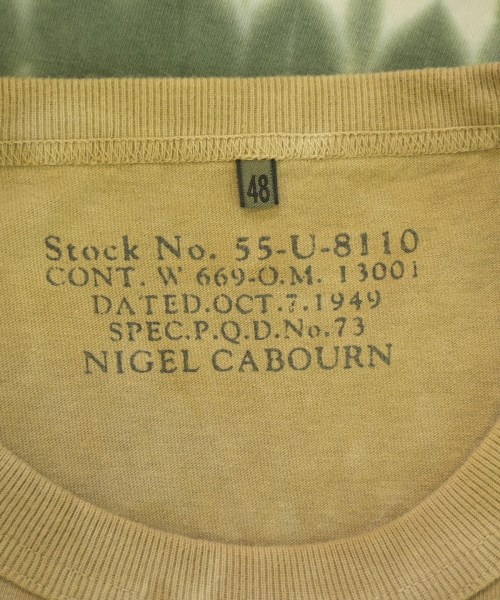 48
Stock No. 55-U-8110
CONT. W 669-O.M. 13001
DATED.OCT.7.1949
SPEC.P.Q.D.No.73
NIGEL CABOURN